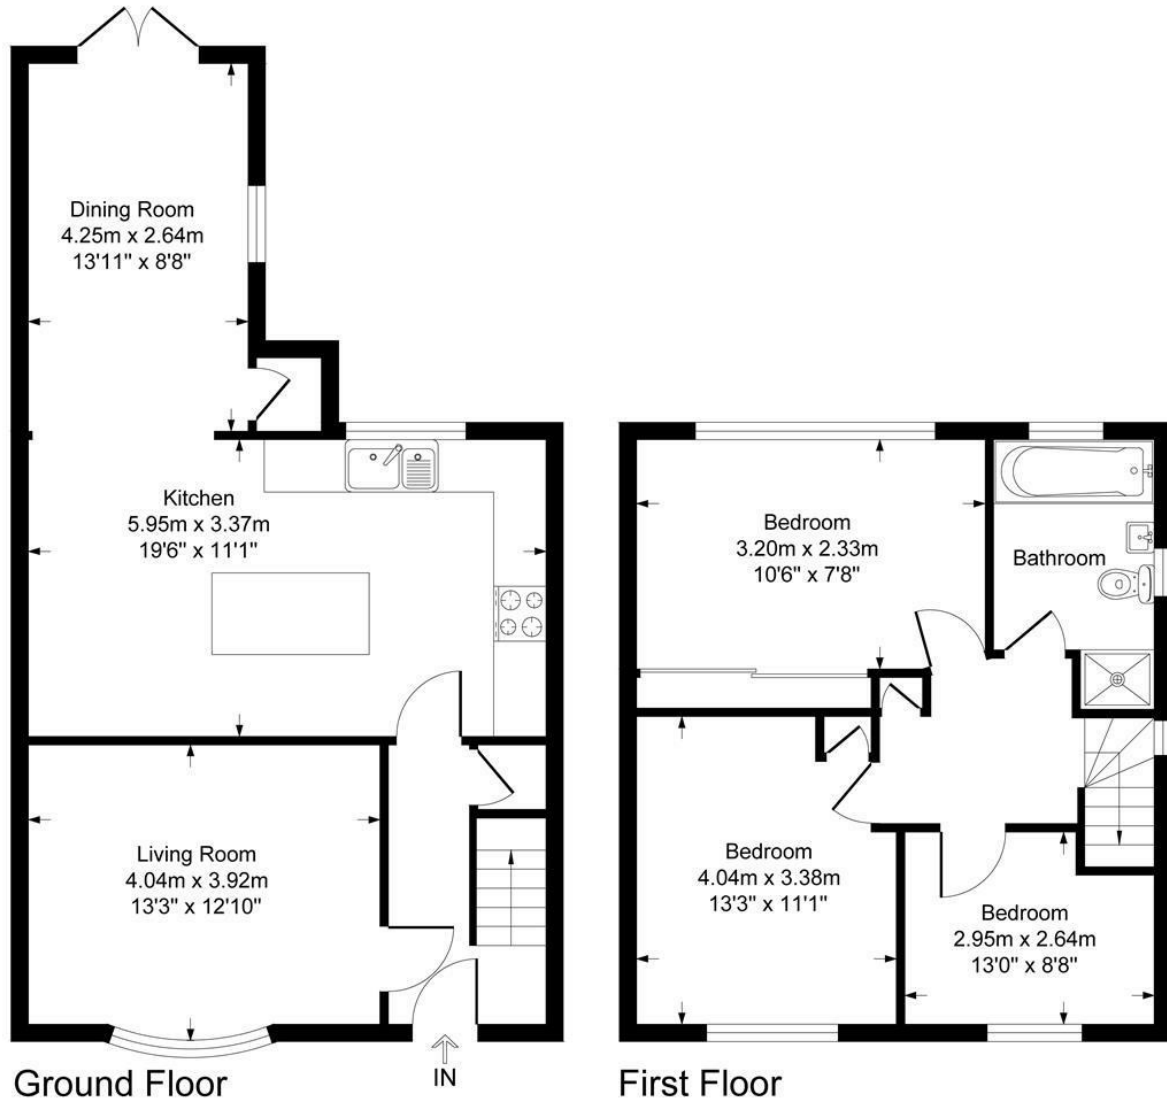 Dining Room
4.25m x 2.64m
13'11" x 8'8"
Kitchen
5.95m x 3.37m
19'6" x 11'1"
Living Room
4.04m x 3.92m
13'3" x 12'10"
IN
Ground Floor
Bedroom
3.20m x 2.33m
10'6" x 7'8"
Bathroom
Bedroom
4.04m x 3.38m
13'3" x 11'1"
Bedroom
2.95m x 2.64m
13'0" x 8'8"
First Floor